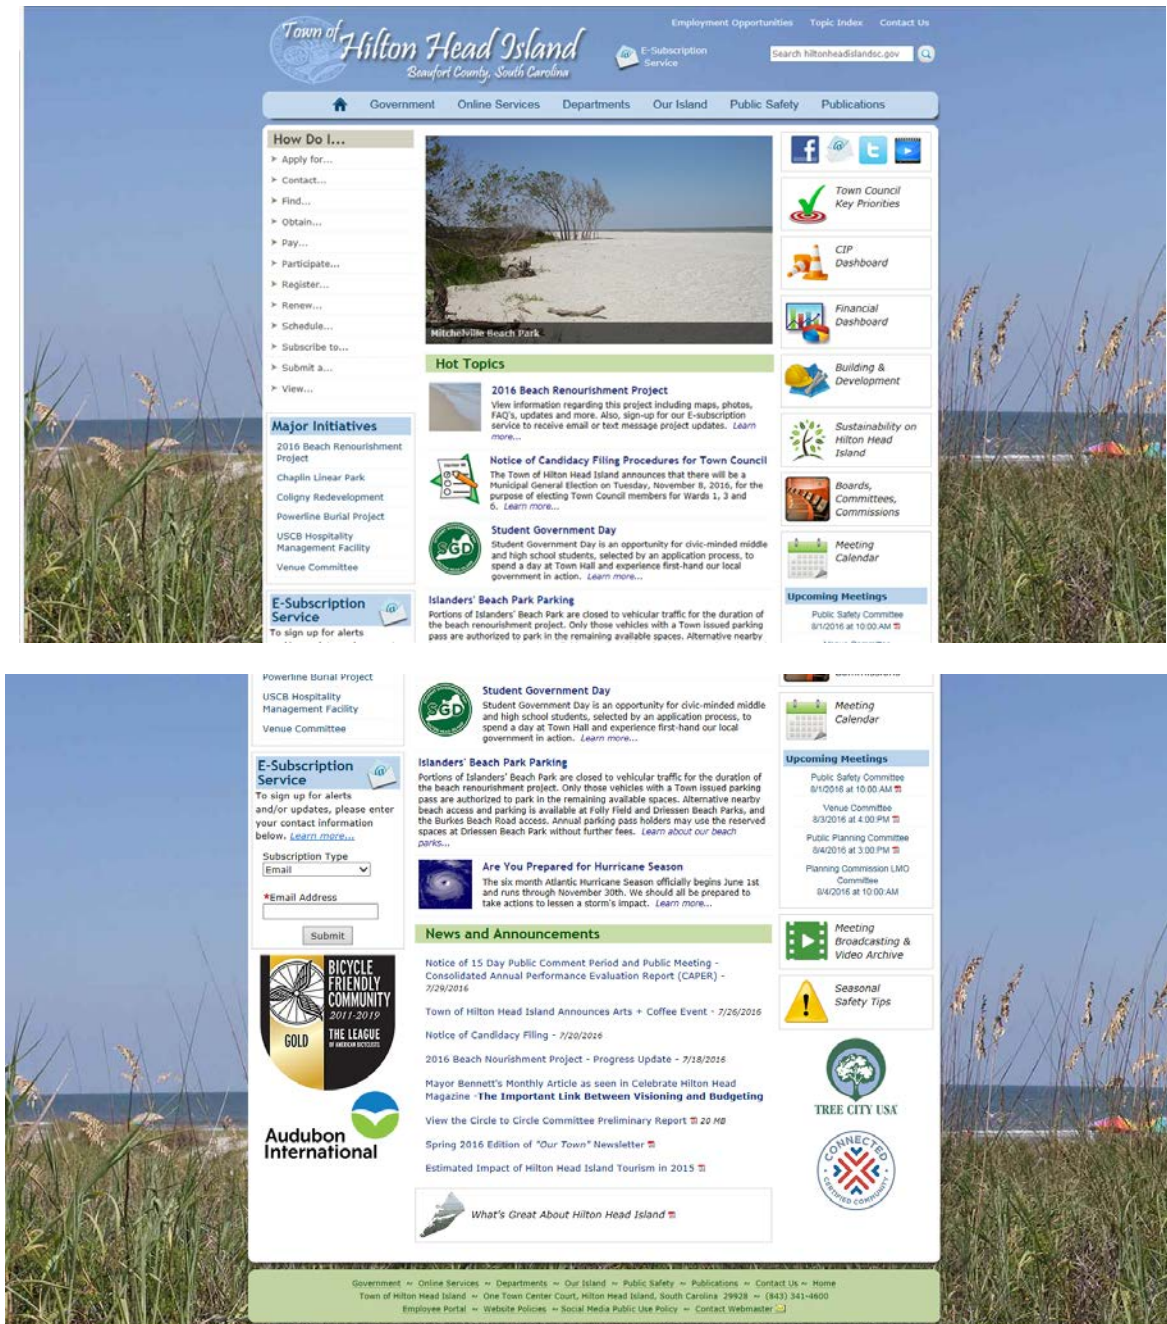 Employment Opportunities Topic Index Contact Us
Town of
Hilton Head Island
Beaufort County, South Carolina
E-Subscription
Service
Search hiltonheadislandsc.gov
Government Online Services Departments Our Island Public Safety Publications
How Do I...
➤ Apply for...
➤ Contact...
➤ Find...
➤ Obtain...
➤ Pay...
➤ Participate...
➤ Register...
➤ Renew...
➤ Schedule...
➤ Subscribe to...
➤ Submit a...
➤ View...
Major Initiatives
2016 Beach Renourishment
Project
Chaplin Linear Park
Coligny Redevelopment
Powerline Burial Project
USCB Hospitality
Management Facility
Venue Committee
E-Subscription
Service
To sign up for alerts
Mitchelville Beach Park
Hot Topics
2016 Beach Renourishment Project
View information regarding this project including maps, photos,
FAQ's, updates and more. Also, sign-up for our E-subscription
service to receive email or text message project updates. Learn
more...
Notice of Candidacy Filing Procedures for Town Council
The Town of Hilton Head Island announces that there will be a
Municipal General Election on Tuesday, November 8, 2016, for the
purpose of electing Town Council members for Wards 1, 3 and
6. Learn more...
SGD
Student Government Day
Student Government Day is an opportunity for civic-minded middle
and high school students, selected by an application process, to
spend a day at Town Hall and experience first-hand our local
government in action. Learn more...
Islanders' Beach Park Parking
Portions of Islanders' Beach Park are closed to vehicular traffic for the duration of
the beach renourishment project. Only those vehicles with a Town issued parking
pass are authorized to park in the remaining available spaces. Alternative nearby
Town Council
Key Priorities
CIP
Dashboard
Financial
Dashboard
Building &
Development
Sustainability on
Hilton Head
Island
Boards,
Committees,
Commissions
Meeting
Calendar
Upcoming Meetings
Public Safety Committee
8/1/2016 at 10:00 AM
Powerline Burial Project
USCB Hospitality
Management Facility
Venue Committee
E-Subscription
Service
To sign up for alerts
and/or updates, please enter
your contact information
below. Learn more...
Subscription Type
Email
*Email Address
Submit
BICYCLE
FRIENDLY
COMMUNITY
2011-2019
GOLD
THE LEAGUE
OF AMERICAN BICYCLISTS
Audubon
International
SGD
Student Government Day
Student Government Day is an opportunity for civic-minded middle
and high school students, selected by an application process, to
spend a day at Town Hall and experience first-hand our local
government in action. Learn more...
Islanders' Beach Park Parking
Portions of Islanders' Beach Park are closed to vehicular traffic for the duration of
the beach renourishment project. Only those vehicles with a Town issued parking
pass are authorized to park in the remaining available spaces. Alternative nearby
beach access and parking is available at Folly Field and Driessen Beach Parks, and
the Burkes Beach Road access. Annual parking pass holders may use the reserved
spaces at Driessen Beach Park without further fees. Learn about our beach
parks...
Are You Prepared for Hurricane Season
The six month Atlantic Hurricane Season officially begins June 1st
and runs through November 30th. We should all be prepared to
take actions to lessen a storm's impact. Learn more...
News and Announcements
Notice of 15 Day Public Comment Period and Public Meeting -
Consolidated Annual Performance Evaluation Report (CAPER) -
7/29/2016
Town of Hilton Head Island Announces Arts + Coffee Event - 7/26/2016
Notice of Candidacy Filing - 7/20/2016
2016 Beach Nourishment Project - Progress Update - 7/18/2016
Mayor Bennett's Monthly Article as seen in Celebrate Hilton Head
Magazine -The Important Link Between Visioning and Budgeting
View the Circle to Circle Committee Preliminary Report 20 MB
Spring 2016 Edition of "Our Town" Newsletter
Estimated Impact of Hilton Head Island Tourism in 2015
What's Great About Hilton Head Island
Meeting
Calendar
Upcoming Meetings
Public Safety Committee
8/1/2016 at 10:00 AM
Venue Committee
8/3/2016 at 4:00 PM
Public Planning Committee
8/4/2016 at 3:00 PM
Planning Commission LMO
Committee
8/4/2016 at 10:00 AM
Meeting
Broadcasting &
Video Archive
Seasonal
Safety Tips
TREE CITY USA
CONNECTED
CERTIFIED COMMUNITY
Government ~ Online Services ~ Departments ~ Our Island ~ Public Safety ~ Publications ~ Contact Us ~ Home
Town of Hilton Head Island ~ One Town Center Court, Hilton Head Island, South Carolina 29928 ~ (843) 341-4600
Employee Portal ~ Website Policies ~ Social Media Public Use Policy ~ Contact Webmaster